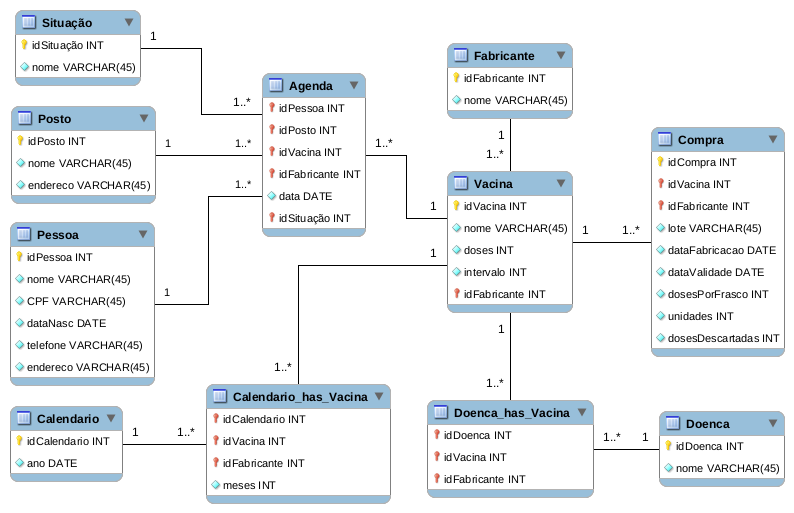 Situação
idSituação INT
nome VARCHAR(45)
1
1..*
Posto
idPosto INT
nome VARCHAR(45)
endereco VARCHAR(45)
1
1..*
Pessoa
idPessoa INT
nome VARCHAR(45)
CPF VARCHAR(45)
dataNasc DATE
telefone VARCHAR(45)
endereco VARCHAR(45)
1
1..*
Agenda
idPessoa INT
idPosto INT
idVacina INT
idFabricante INT
data DATE
idSituação INT
1..*
1
Fabricante
idFabricante INT
nome VARCHAR(45)
1
1..*
Vacina
idVacina INT
nome VARCHAR(45)
doses INT
intervalo INT
idFabricante INT
1
1..*
Compra
idCompra INT
idVacina INT
idFabricante INT
lote VARCHAR(45)
dataFabricacao DATE
dataValidade DATE
dosesPorFrasco INT
unidades INT
dosesDescartadas INT
1
1..*
Calendario
idCalendario INT
ano DATE
1
1..*
Calendario_has_Vacina
idCalendario INT
idVacina INT
idFabricante INT
meses INT
1
1..*
Doenca_has_Vacina
idDoenca INT
idVacina INT
idFabricante INT
1..*
1
Doenca
idDoenca INT
nome VARCHAR(45)